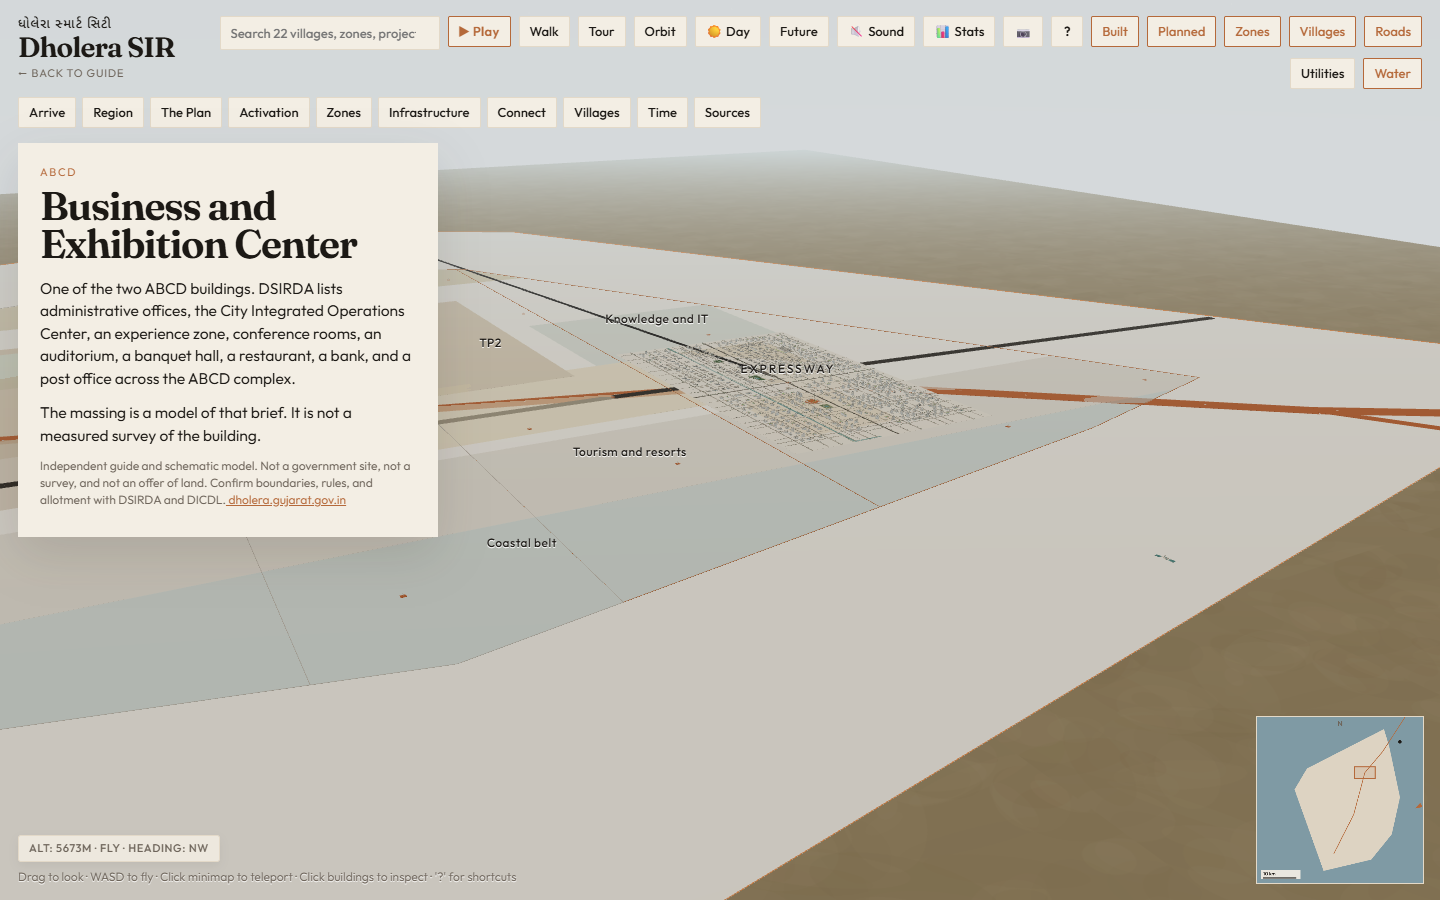 ધોલેરા સ્માર્ટ સિટી
Dholera SIR
← BACK TO GUIDE
Search 22 villages, zones, projec
▶ Play
Walk
Tour
Orbit
Day
Future
Sound
Stats
?
Built
Planned
Zones
Villages
Roads
Utilities
Water
Arrive
Region
The Plan
Activation
Zones
Infrastructure
Connect
Villages
Time
Sources
ABCD
Business and
Exhibition Center
One of the two ABCD buildings. DSIRDA lists
administrative offices, the City Integrated Operations
Center, an experience zone, conference rooms, an
auditorium, a banquet hall, a restaurant, a bank, and a
post office across the ABCD complex.
The massing is a model of that brief. It is not a
measured survey of the building.
Independent guide and schematic model. Not a government site, not a
survey, and not an offer of land. Confirm boundaries, rules, and
allotment with DSIRDA and DICDL. dholera.gujarat.gov.in
Knowledge and IT
TP2
EXPRESSWAY
Tourism and resorts
Coastal belt
N
10 km
ALT: 5673M · FLY · HEADING: NW
Drag to look · WASD to fly · Click minimap to teleport · Click buildings to inspect · '?' for shortcuts